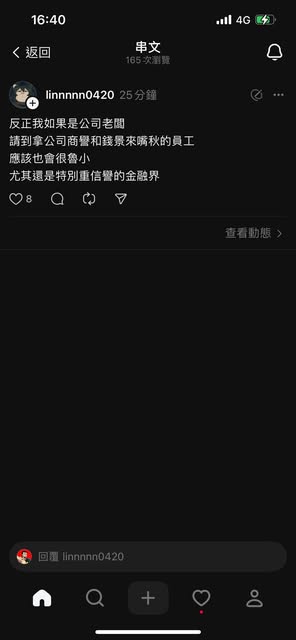 16:40
4G
返回
串文
165 次瀏覽
linnnnn0420 25分鐘
反正我如果是公司老闆
請到拿公司商譽和錢景來嘴秋的員工
應該也會很魯小
尤其還是特別重信譽的金融界
8
查看動態
回覆 linnnnn0420